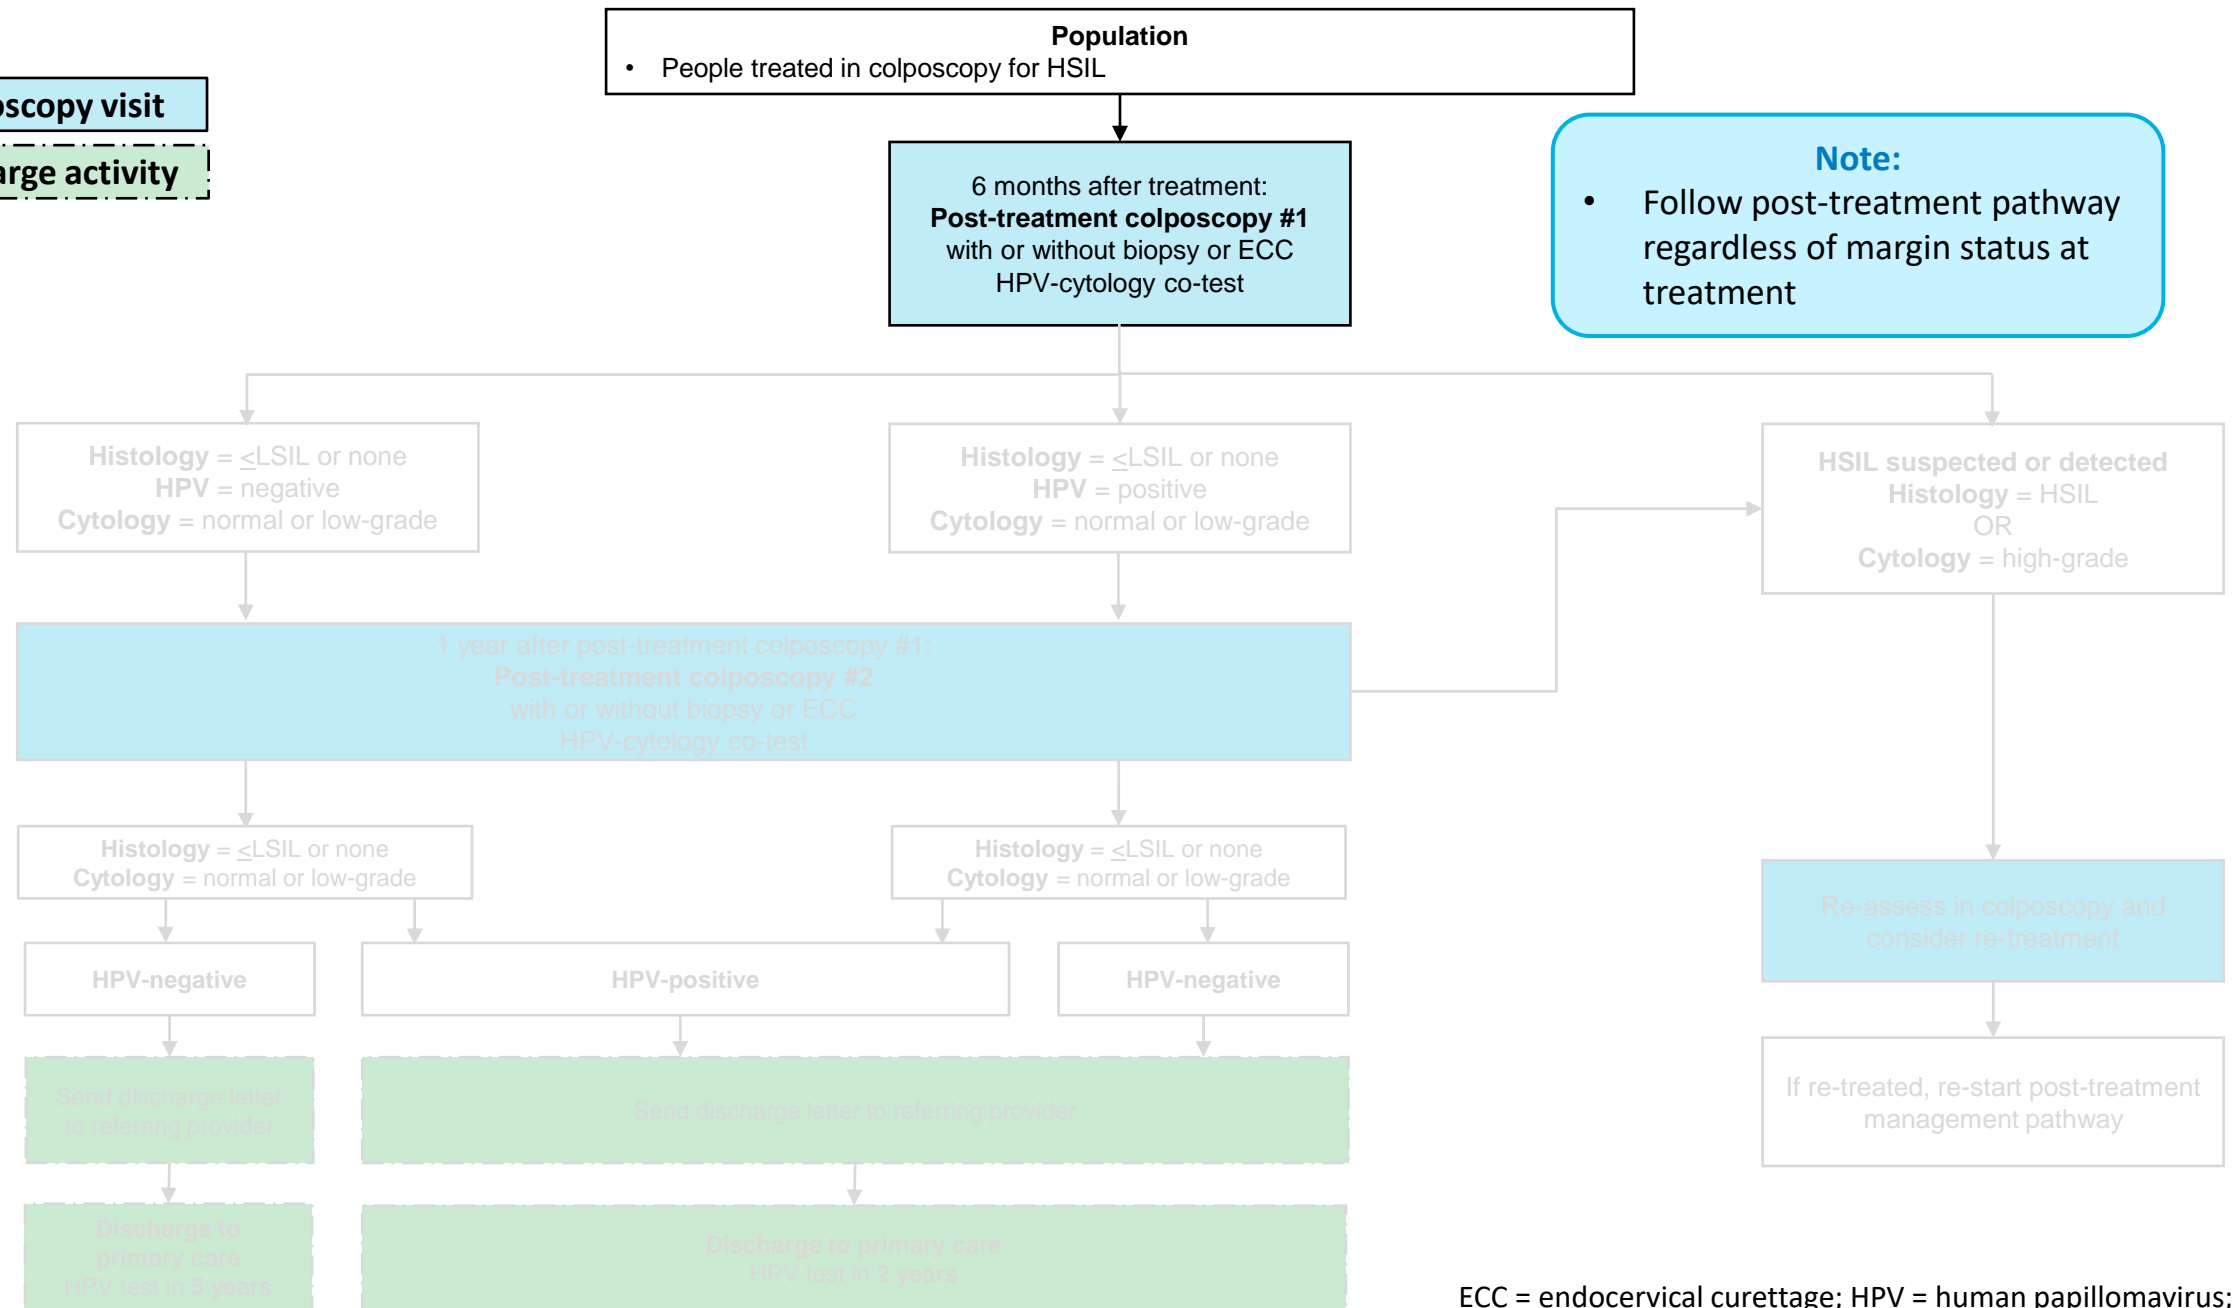 Population
• People treated in colposcopy for HSIL
oscopy visit
arge activity
6 months after treatment:
Post-treatment colposcopy #1
with or without biopsy or ECC
HPV-cytology co-test
Note:
• Follow post-treatment pathway
regardless of margin status at
treatment
Histology = <LSIL or none
HPV = negative
Cytology = normal or low-grade
Histology = <LSIL or none
HPV = positive
Cytology = normal or low-grade
HSIL suspected or detected
Histology = HSIL
OR
Cytology = high-grade
1 year after post-treatment colposcopy #1:
Post-treatment colposcopy #2
with or without biopsy or ECC
HPV-cytology co-test
Histology = <LSIL or none
Cytology = normal or low-grade
Histology = <LSIL or none
Cytology = normal or low-grade
Re-assess in colposcopy and
consider re-treatment
HPV-negative
HPV-positive
HPV-negative
Send discharge letter
to referring provider
Send discharge letter to referring provider
If re-treated, re-start post-treatment
management pathway
Discharge to
primary care
HPV test in 5 years
Discharge to primary care
HPV test in 2 years
ECC = endocervical curettage; HPV = human papillomavirus;